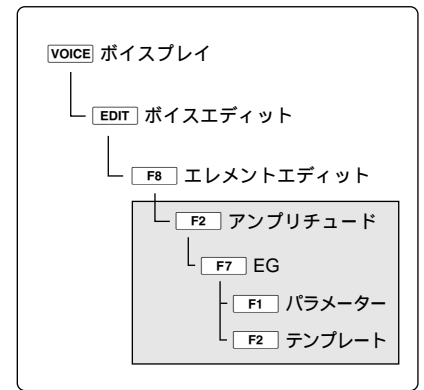 VOICE ボイスプレイ
EDIT ボイスエディット
F8 エレメントエディット
F2 アンプリチュード
F7 EG
F1 パラメーター
F2 テンプレート